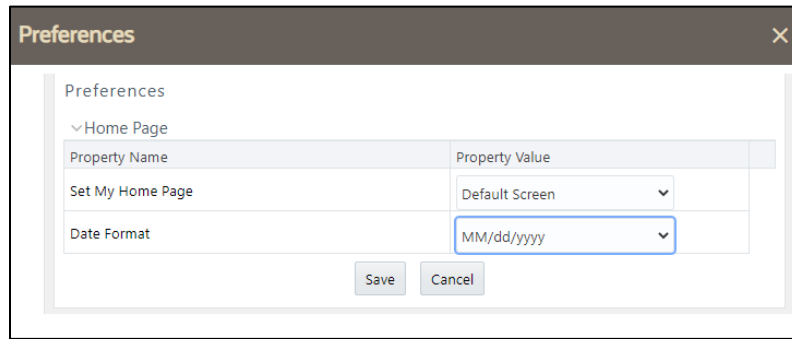 Preferences
Preferences
Home Page
Property Name Property Value
Set My Home Page Default Screen
Date Format MM/dd/yyyy
Save Cancel